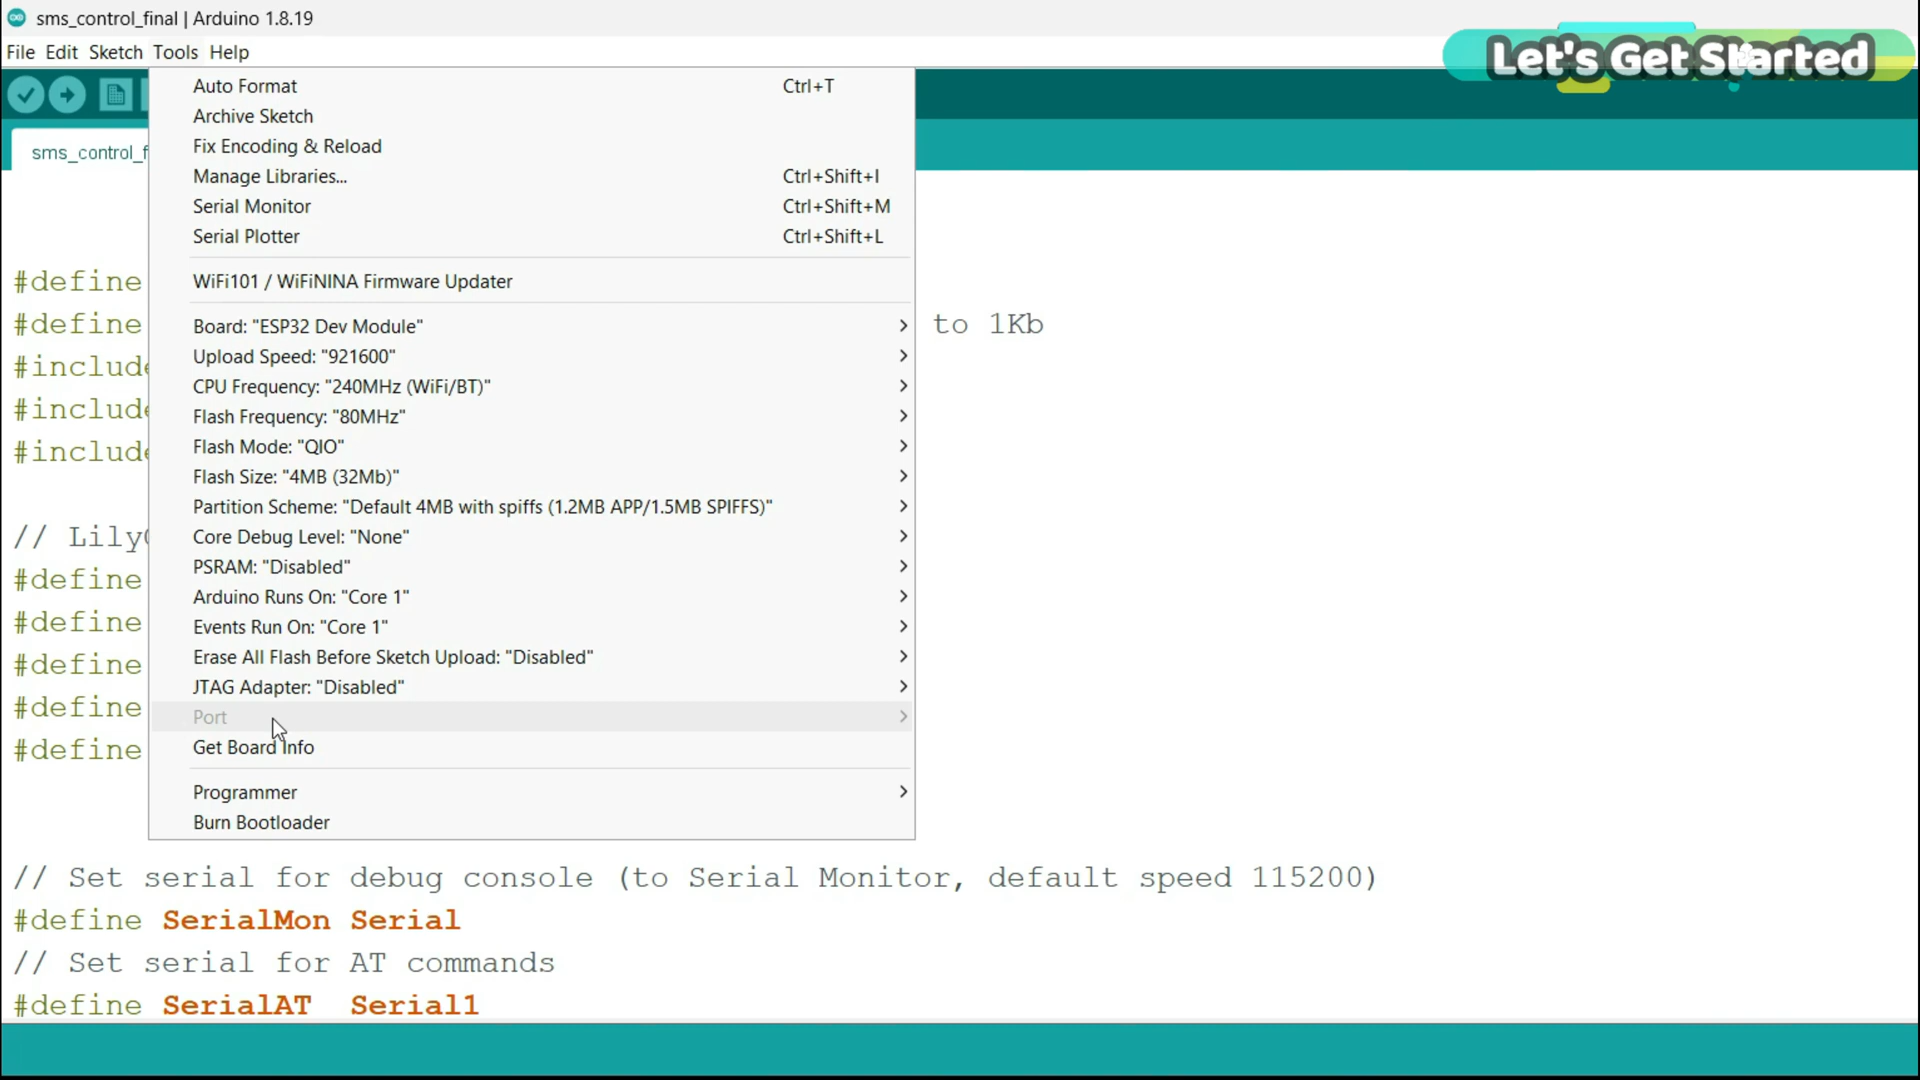 sms_control_final | Arduino 1.8.19
File Edit Sketch Tools Help
Let's Get Started
Auto Format Ctrl+T
Archive Sketch
sms_control_f
Fix Encoding & Reload
Manage Libraries... Ctrl+Shift+I
Serial Monitor Ctrl+Shift+M
Serial Plotter Ctrl+Shift+L
#define WiFi101 / WiFiNINA Firmware Updater
#define Board: "ESP32 Dev Module" to 1Kb
Upload Speed: "921600"
#include
CPU Frequency: "240MHz (WiFi/BT)"
#include Flash Frequency: "80MHz"
#include Flash Mode: "QIO"
Flash Size: "4MB (32Mb)"
Partition Scheme: "Default 4MB with spiffs (1.2MB APP/1.5MB SPIFFS)"
// Lily Core Debug Level: "None"
PSRAM: "Disabled"
#define
Arduino Runs On: "Core 1"
#define Events Run On: "Core 1"
#define Erase All Flash Before Sketch Upload: "Disabled"
JTAG Adapter: "Disabled"
#define Port
#define Get Board Info
Programmer
Burn Bootloader
// Set serial for debug console (to Serial Monitor, default speed 115200)
#define SerialMon Serial
// Set serial for AT commands
#define SerialAT Serial1